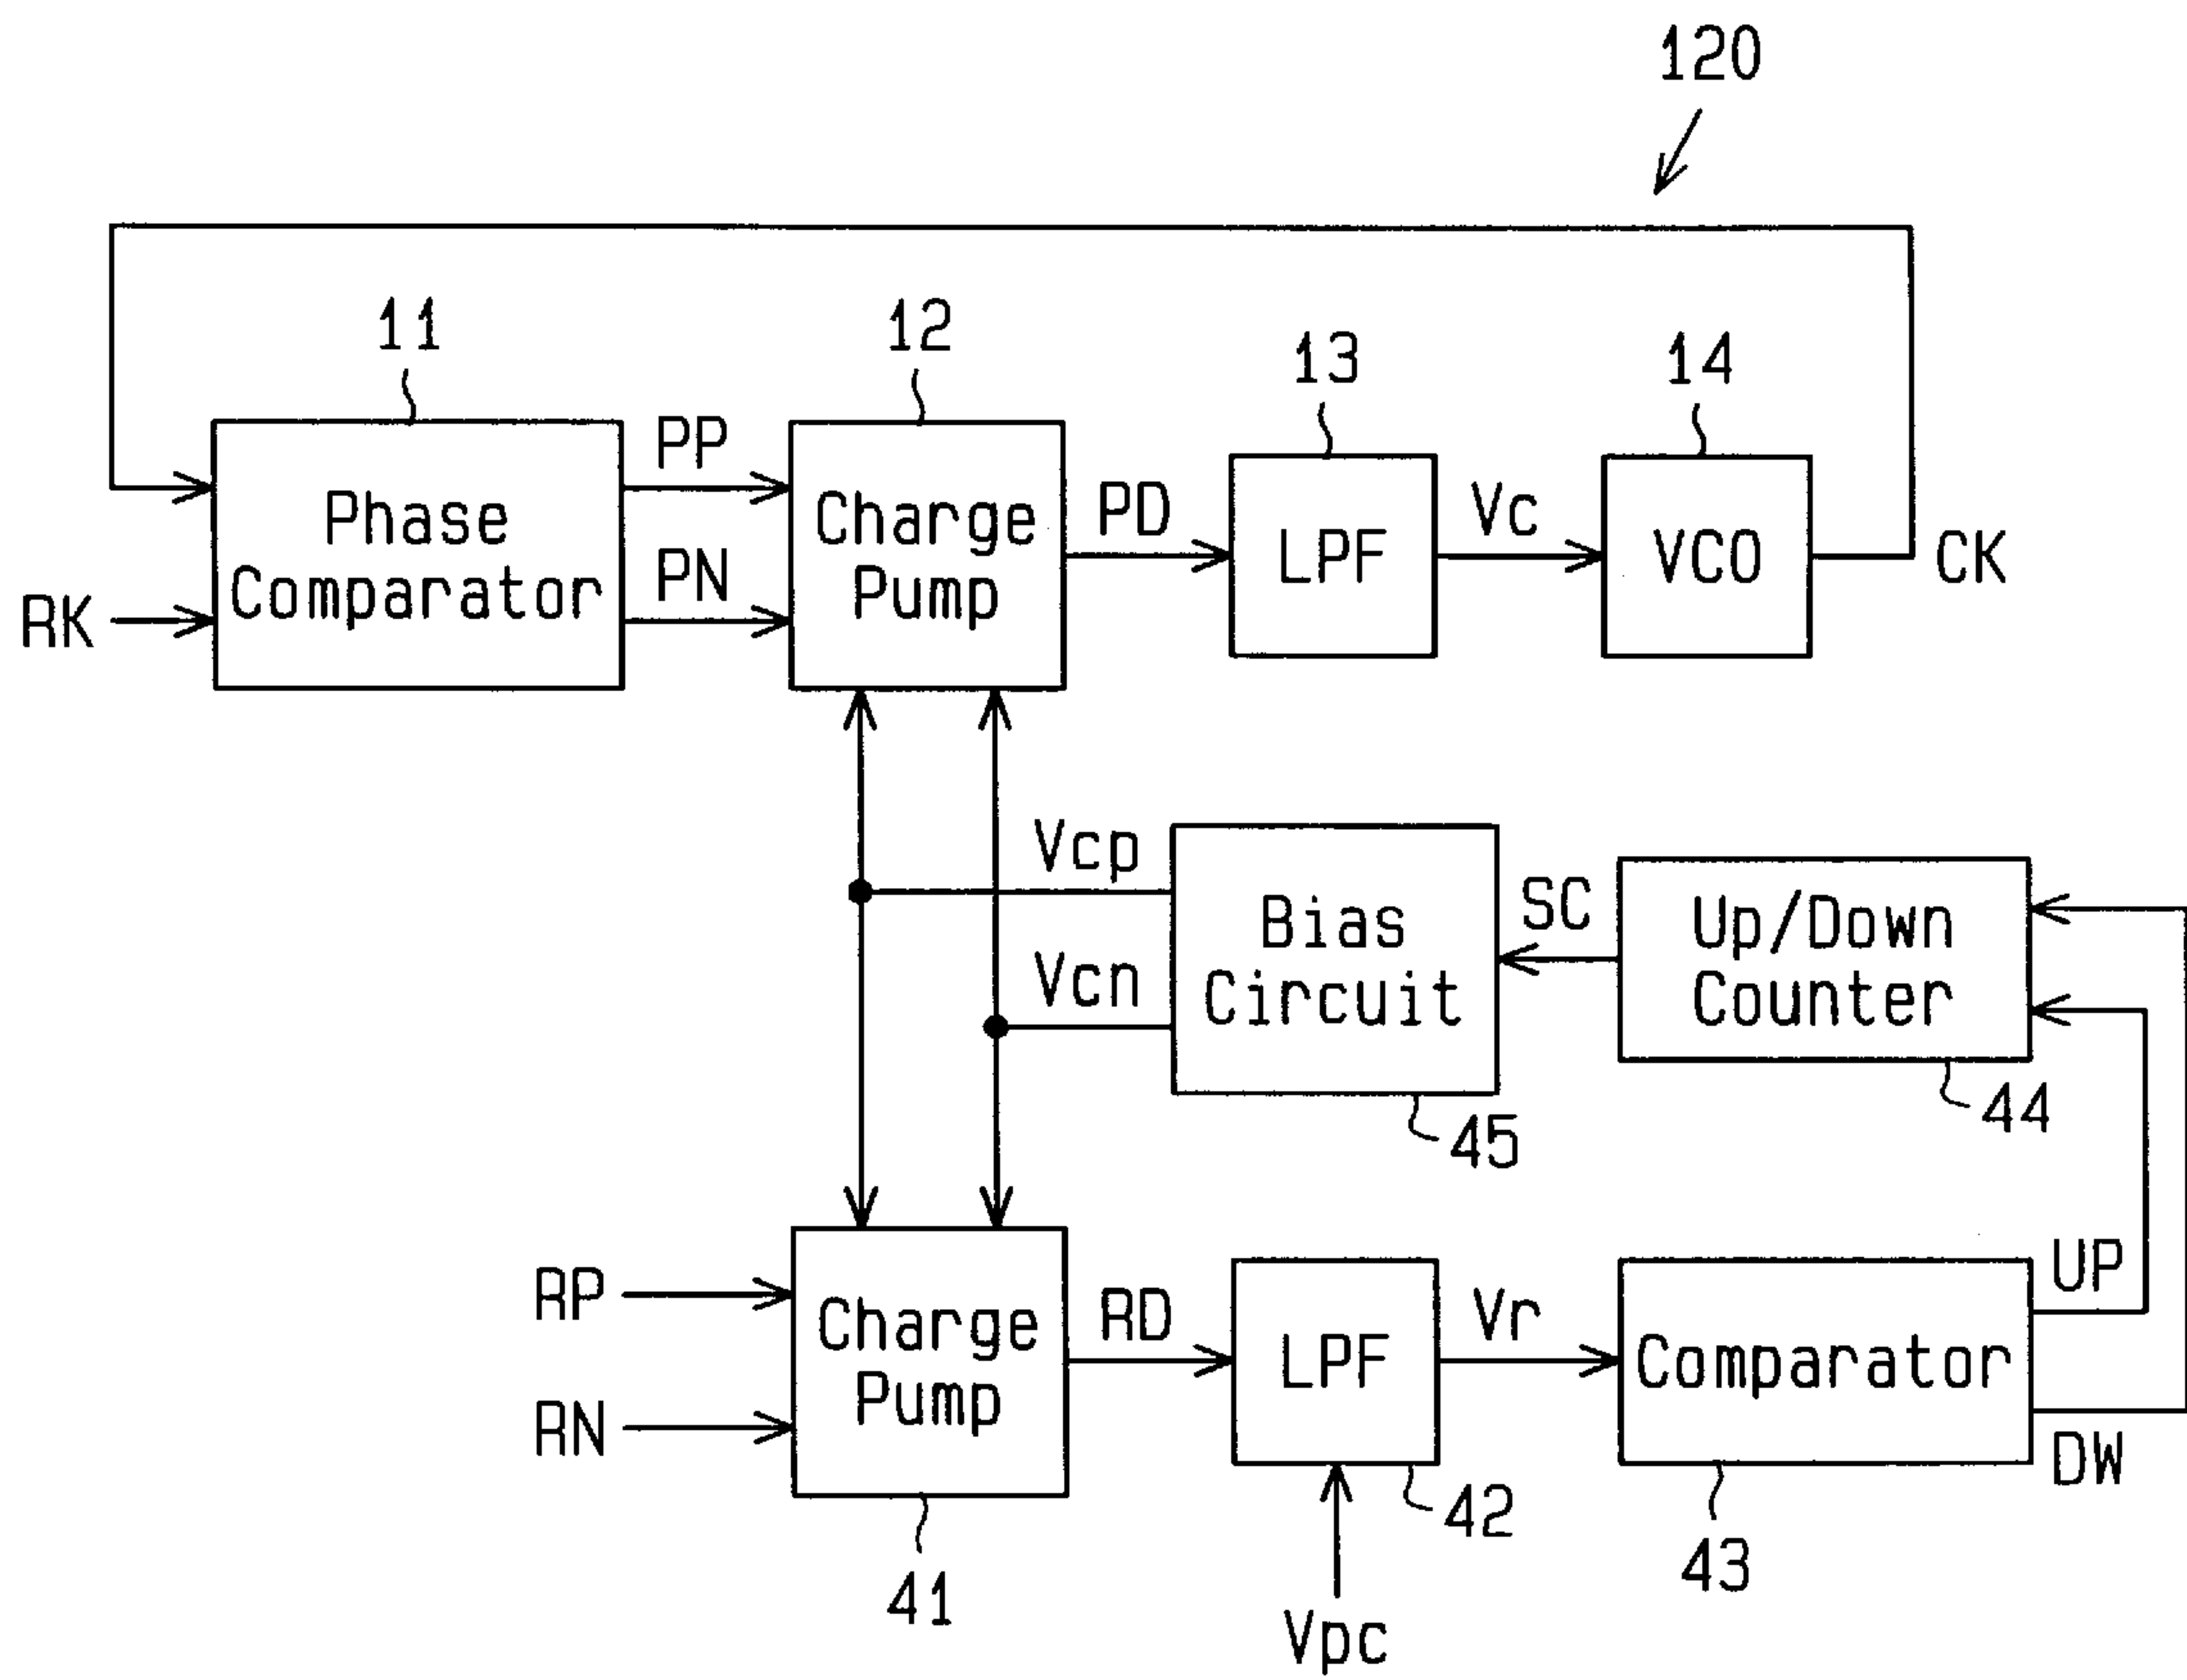 120
11
12
13
14
PP
PN
Phase
Comparator
Charge
Pump
PD
LPF
Vc
VCO
CK
RK
Vcp
Vcn
Bias
Circuit
SC
Up/Down
Counter
45
44
RP
RN
Charge
Pump
RD
LPF
Vr
Comparator
UP
DW
41
42
43
Vpc